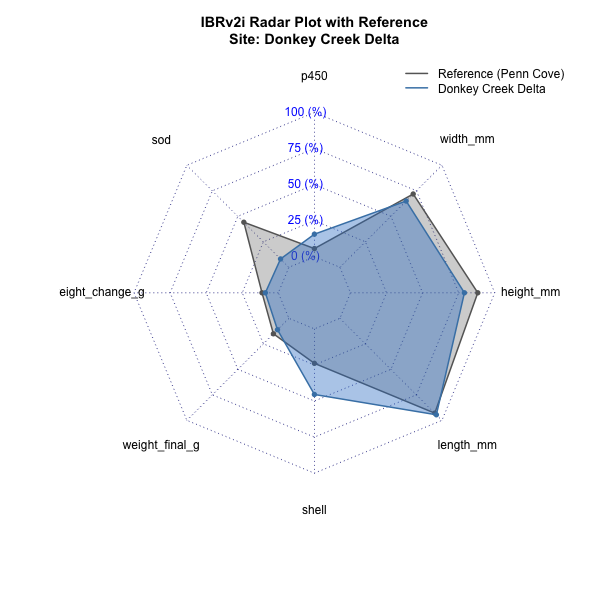 IBRv2i Radar Plot with Reference
Site: Donkey Creek Delta
Reference (Penn Cove)
Donkey Creek Delta
p450
100 (%)
75 (%)
50 (%)
25 (%)
0 (%)
width_mm
sod
eight_change_g
height_mm
weight_final_g
length_mm
shell